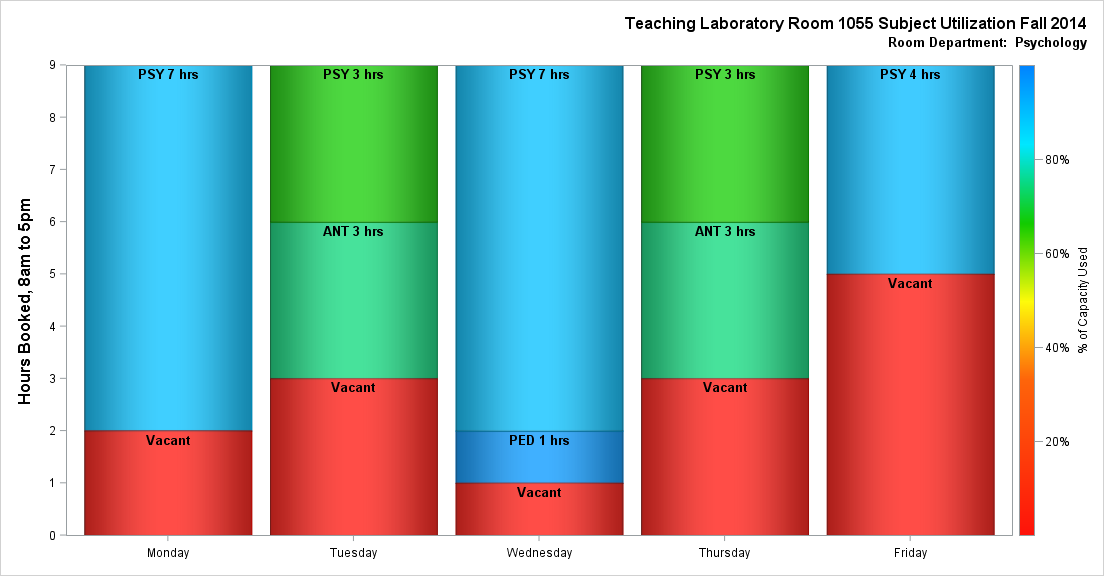 Teaching Laboratory Room 1055 Subject Utilization Fall 2014
Room Department:  Psychology
Hours Booked, 8am to 5pm
9
8
7
6
5
4
3
2
1
0
PSY 7 hrs
Vacant
PSY 3 hrs
ANT 3 hrs
Vacant
PSY 7 hrs
PED 1 hrs
Vacant
PSY 3 hrs
ANT 3 hrs
Vacant
PSY 4 hrs
Vacant
Monday
Tuesday
Wednesday
Thursday
Friday
80%
60%
40%
20%
% of Capacity Used